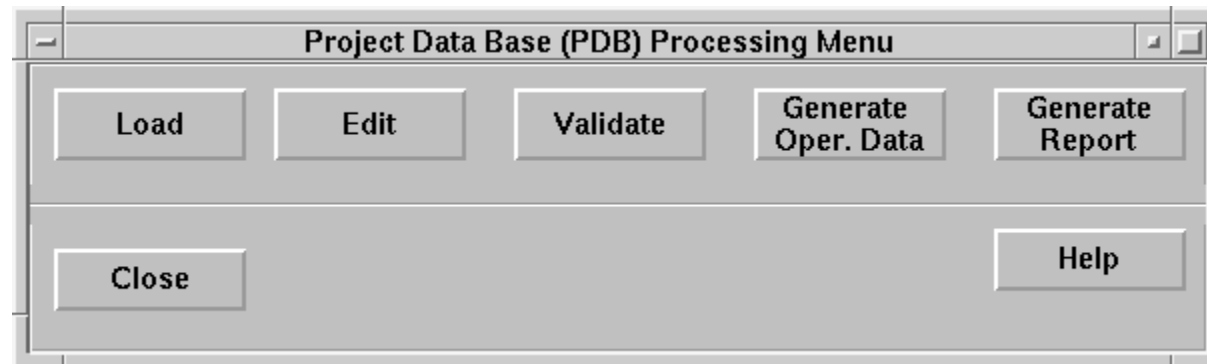 Project Data Base (PDB) Processing Menu
Load
Edit
Validate
Generate
Oper. Data
Generate
Report
Close
Help